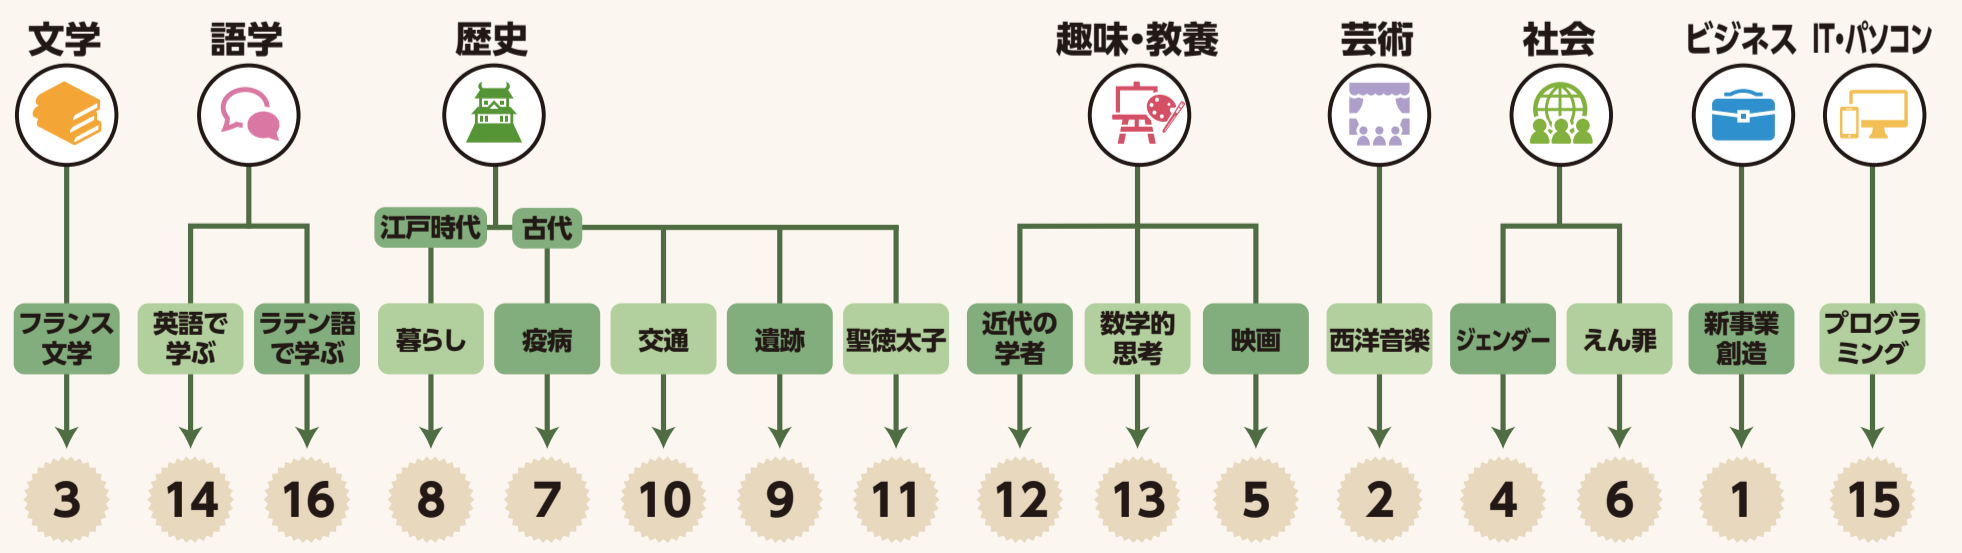 文学
語学
歴史
趣味・教養
芸術
社会
ビジネス
IT・パソコン
江戸時代
古代
フランス
文学
英語で
学ぶ
ラテン語
で学ぶ
暮らし
疫病
交通
遺跡
聖徳太子
近代の
学者
数学的
思考
映画
西洋音楽
ジェンダー
えん罪
新事業
創造
プログラ
ミング
3
14
16
8
7
10
9
11
12
13
5
2
4
6
1
15